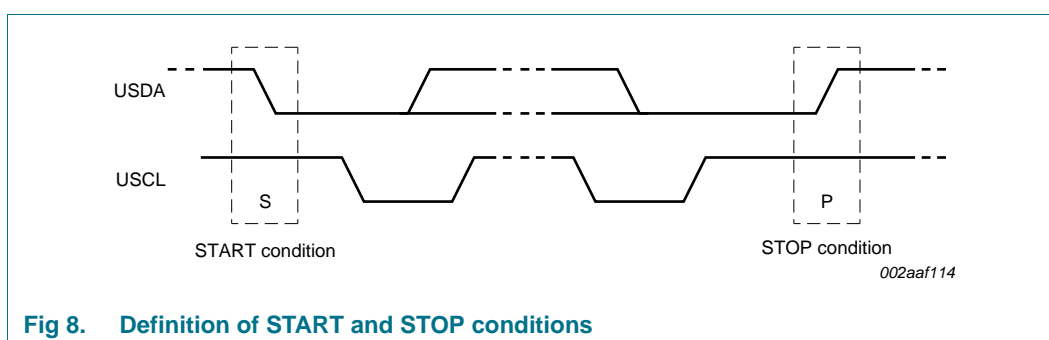 USDA
USCL
S
P
START condition
STOP condition
002aaf114
Fig 8. Definition of START and STOP conditions